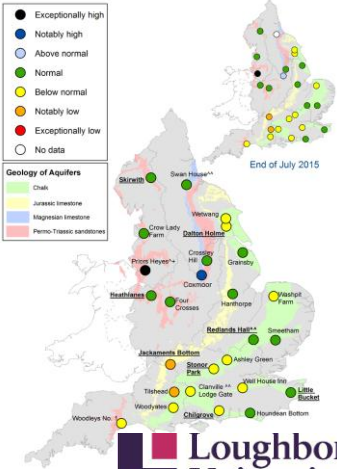 Exceptionally high
Notably high
Above normal
Normal
Below normal
Notably low
Exceptionally low
No data
Geology of Aquifers
Chalk
Jurassic limestone
Magnesian limestone
Permo-Triassic sandstones
End of July 2015
Skirwith
Swan House^^
Wetwang
Dalton Holme
Crow Lady
Farm
Crossley
Hill
Grainsby
Priors Heyes^+
Coxmoor
Heathlanes
Four
Crosses
Hanthorpe
Washpit
Farm
Redlands Hall^^
Smeetham
Jackaments Bottom
Stonor
Park
Ashley Green
Well House Inn
Little
Bucket
Tilshead
Clanville ^^
Lodge Gate
Woodyates
Chilgrove
Houndean Bottom
Woodleys No. 1
Loughbor